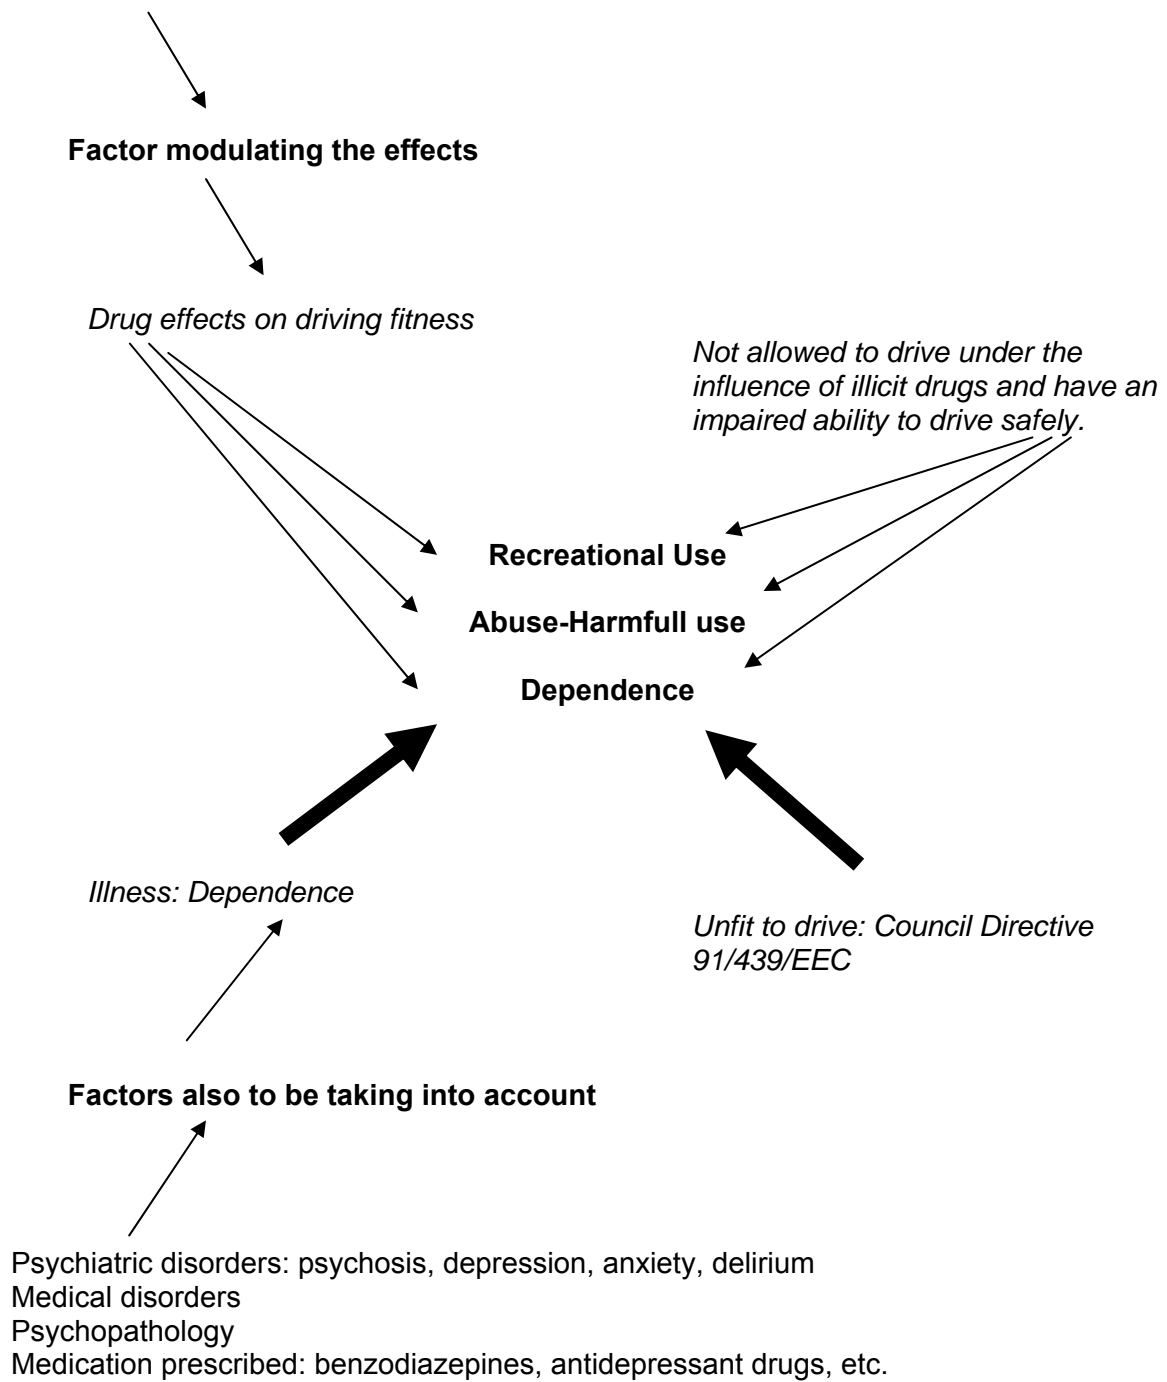 Factor modulating the effects
Drug effects on driving fitness
Not allowed to drive under the
influence of illicit drugs and have an
impaired ability to drive safely.
Recreational Use
Abuse-Harmfull use
Dependence
Illness: Dependence
Unfit to drive: Council Directive
91/439/EEC
Factors also to be taking into account
Psychiatric disorders: psychosis, depression, anxiety, delirium
Medical disorders
Psychopathology
Medication prescribed: benzodiazepines, antidepressant drugs, etc.